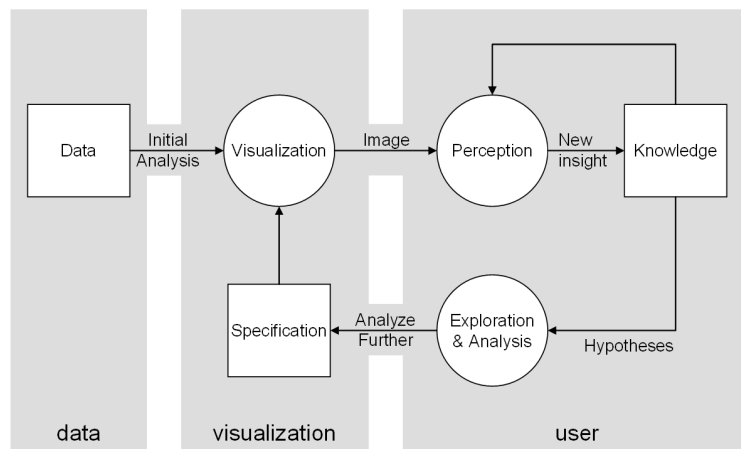 Data
Initial
Analysis
Visualization
Image
Perception
New
insight
Knowledge
Specification
Analyze
Further
Exploration
& Analysis
Hypotheses
data
visualization
user